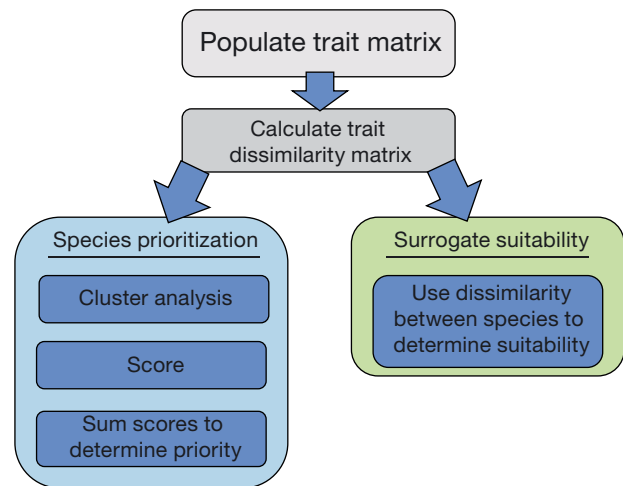 Populate trait matrix
Calculate trait
dissimilarity matrix
Species prioritization
Cluster analysis
Score
Sum scores to
determine priority
Surrogate suitability
Use dissimilarity
between species to
determine suitability